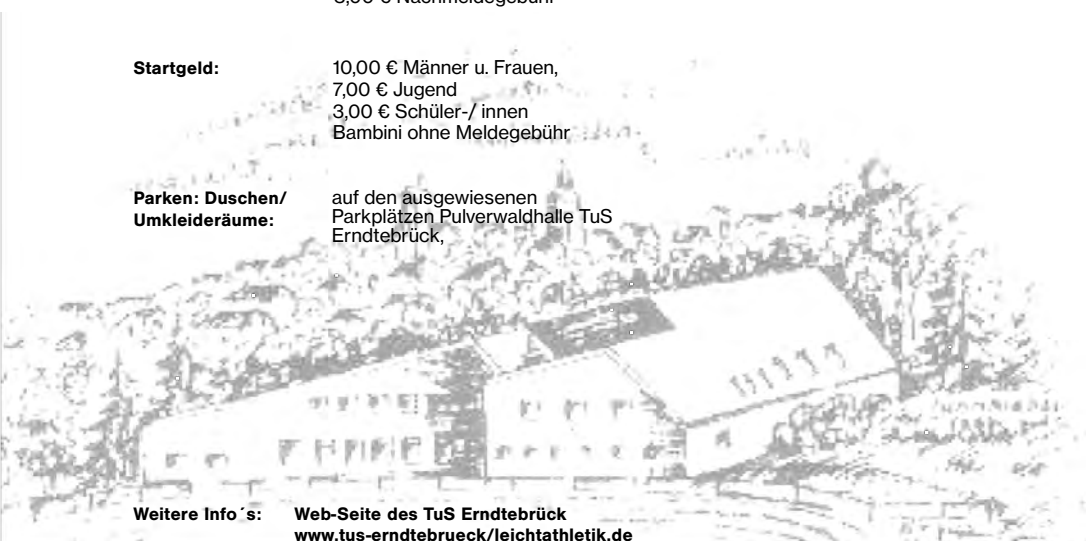 Nachmeldegebühr
Startgeld: 10,00 € Männer u. Frauen,
7,00 € Jugend
3,00 € Schüler-/ innen
Bambini ohne Meldegebühr
Parken: Duschen/ auf den ausgewiesenen
Umkleideräume: Parkplätzen Pulverwaldhalle TuS
Erndtebrück,
Weitere Info´s: Web-Seite des TuS Erndtebrück
www.tus-erndtebrueck/leichtathletik.de